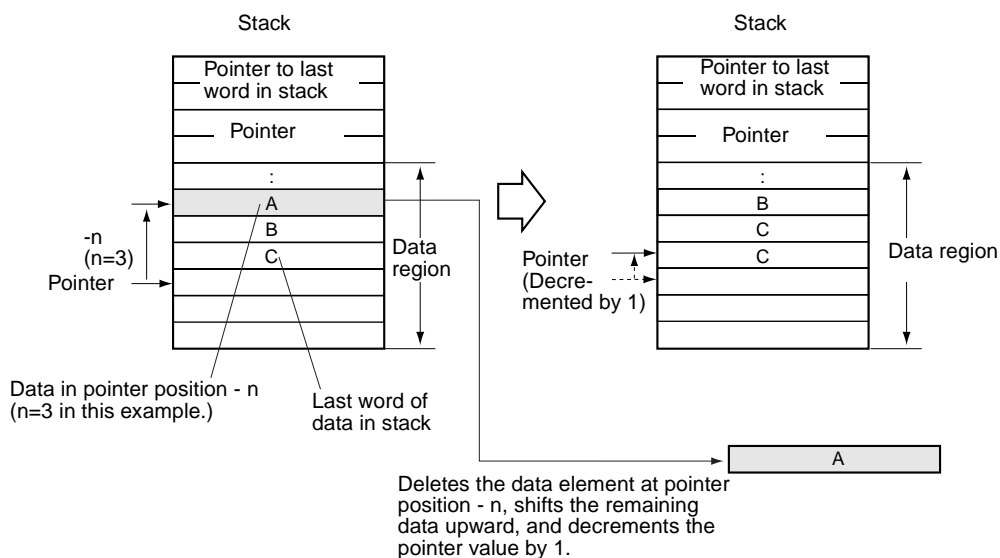 Stack
Pointer to last
word in stack
Pointer
:
A
B
C
-n
(n=3)
Pointer
Data
region
Data in pointer position - n
(n=3 in this example.)
Last word of
data in stack
Stack
Pointer to last
word in stack
Pointer
:
B
C
C
Pointer
(Decre-
mented by 1)
Data region
A
Deletes the data element at pointer
position - n, shifts the remaining
data upward, and decrements the
pointer value by 1.